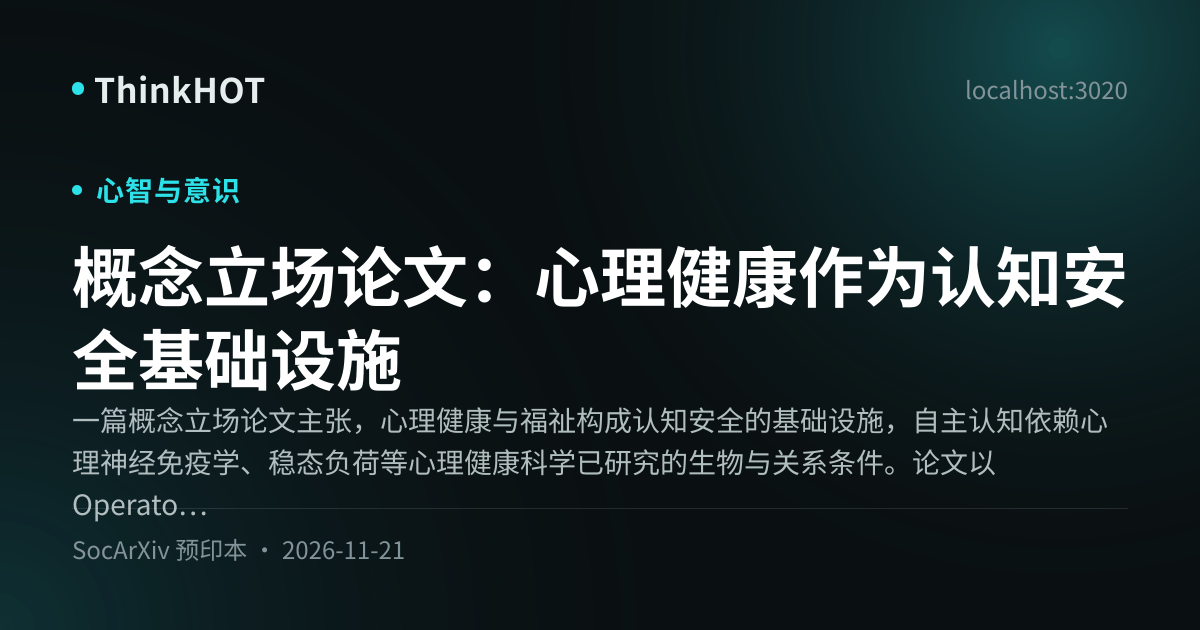 ThinkHOT
localhost:3020
心智与意识
概念立场论文：心理健康作为认知安
全基础设施
一篇概念立场论文主张，心理健康与福祉构成认知安全的基础设施，自主认知依赖心
理神经免疫学、稳态负荷等心理健康科学已研究的生物与关系条件。论文以
Operato…
SocArXiv 预印本 · 2026-11-21